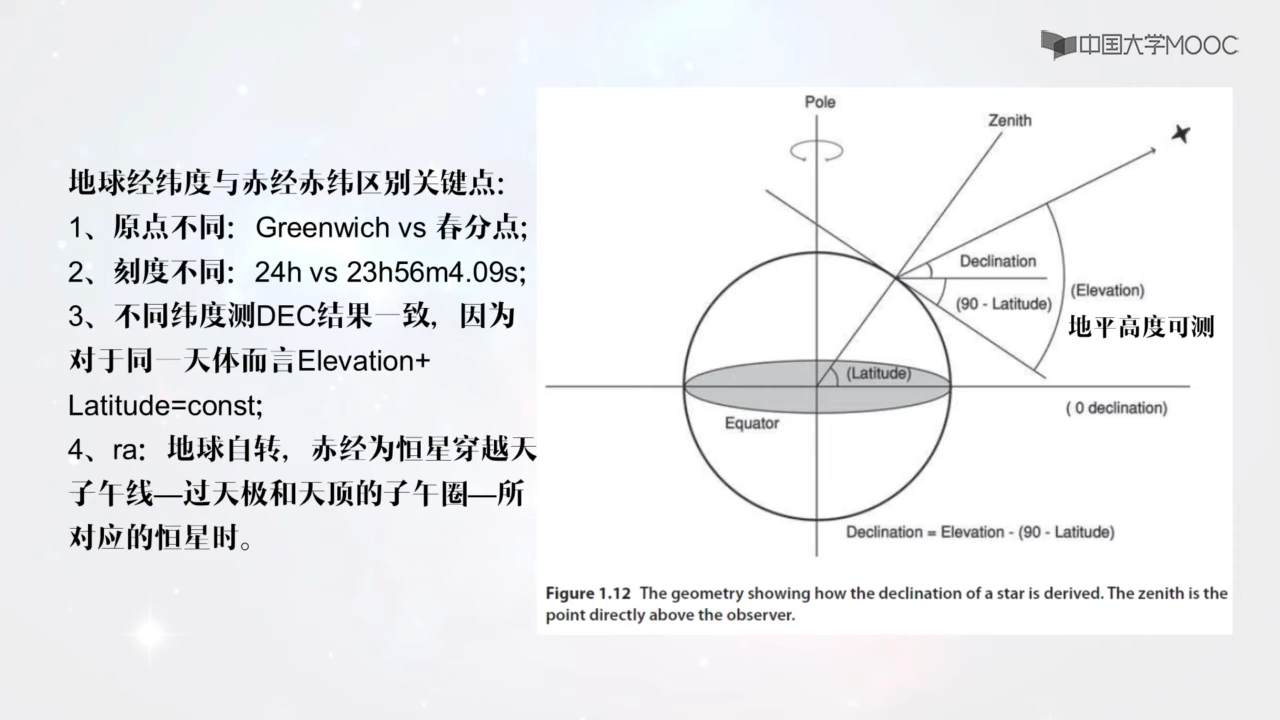 中国大学MOOC
地球经纬度与赤经赤纬区别关键点:
1、原点不同：Greenwich vs 春分点;
2、刻度不同：24h vs 23h56m4.09s;
3、不同纬度测DEC结果一致，因为
对于同一天体而言Elevation+
Latitude=const;
4、ra：地球自转，赤经为恒星穿越天
子午线—过天极和天顶的子午圈—所
对应的恒星时。
Pole
Zenith
Declination
(90 - Latitude)
(Elevation)
地平高度可测
(Latitude)
( 0 declination)
Equator
Declination = Elevation - (90 - Latitude)
Figure 1.12 The geometry showing how the declination of a star is derived. The zenith is the
point directly above the observer.